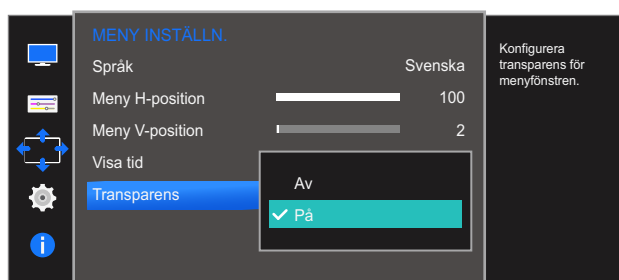 MENY INSTÄLLN.
Språk Svenska
Meny H-position 100
Meny V-position 2
Visa tid
Transparens
Av
På
Konfigurera
transparens för
menyfönstren.